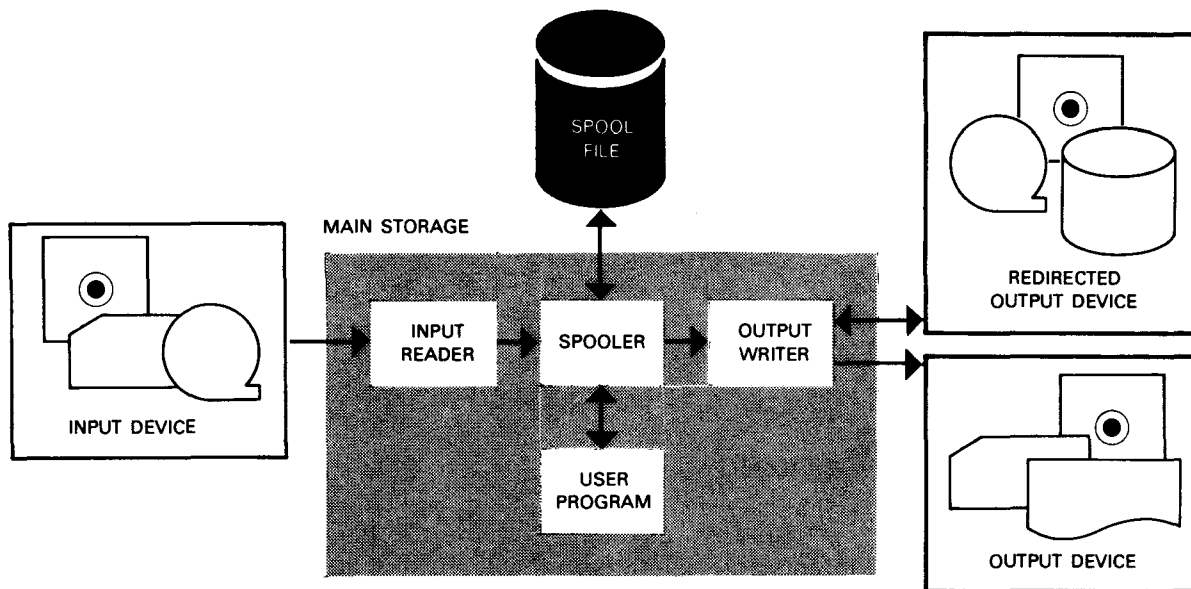 SPOOL
FILE
MAIN STORAGE
INPUT DEVICE
INPUT
READER
SPOOLER
OUTPUT
WRITER
USER
PROGRAM
REDIRECTED
OUTPUT DEVICE
OUTPUT DEVICE